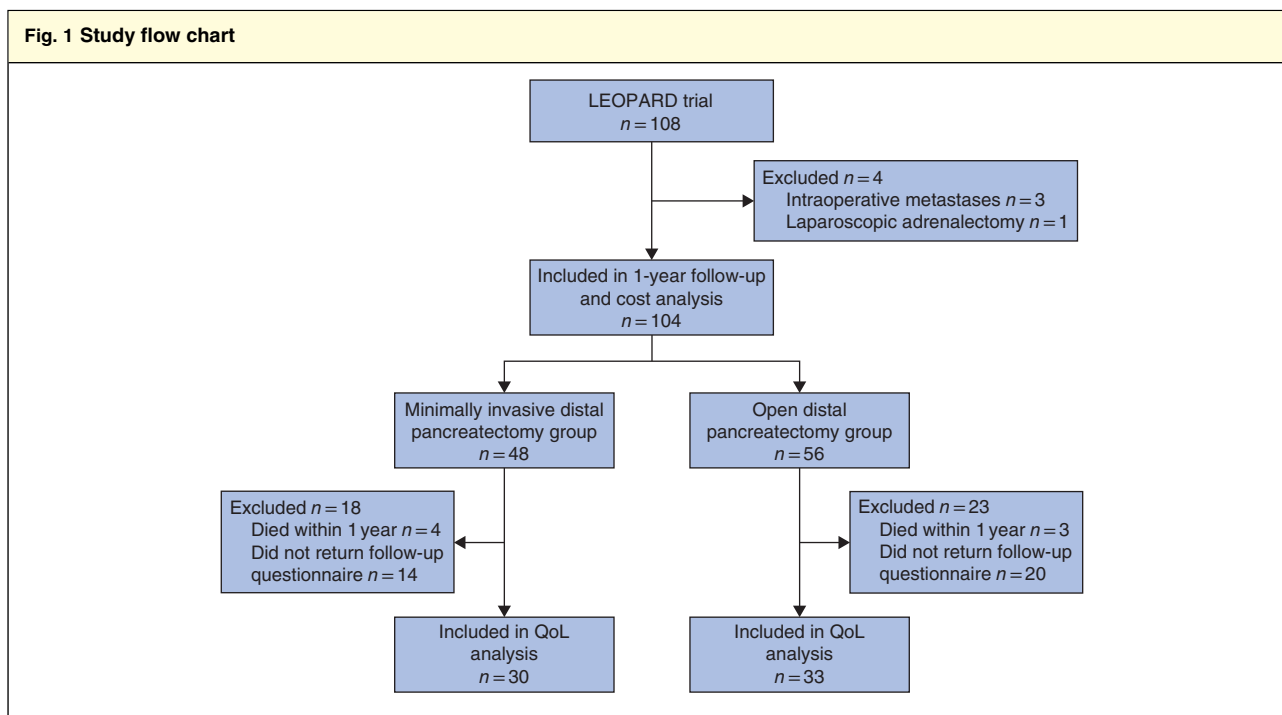 Fig. 1 Study flow chart
LEOPARD trial
n = 108
Excluded n = 4
Intraoperative metastases n = 3
Laparoscopic adrenalectomy n = 1
Included in 1-year follow-up
and cost analysis
n = 104
Minimally invasive distal
pancreatectomy group
n = 48
Open distal
pancreatectomy group
n = 56
Excluded n = 18
Died within 1 year n = 4
Did not return follow-up
questionnaire n = 14
Excluded n = 23
Died within 1 year n = 3
Did not return follow-up
questionnaire n = 20
Included in QoL
analysis
n = 30
Included in QoL
analysis
n = 33